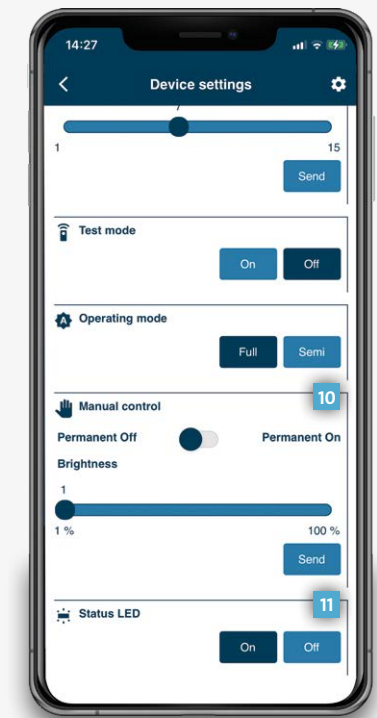 14:27
Device settings
1 15
Send
Test mode
On Off
A Operating mode
Full Semi
10
Manual control
Permanent Off Permanent On
Brightness
1
1 % 100 %
Send
11
Status LED
On Off